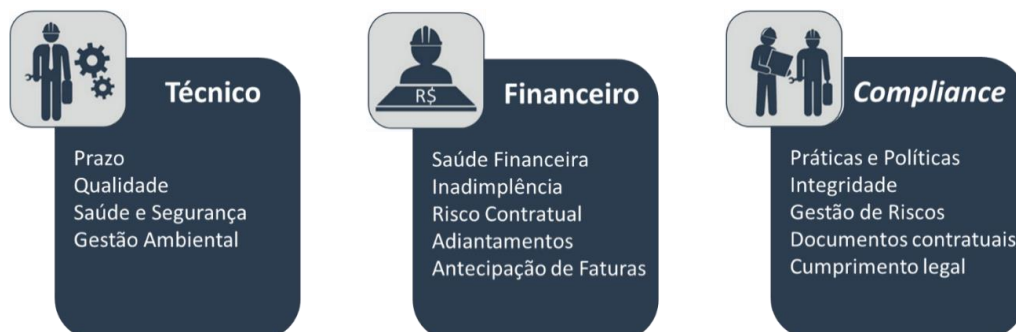 Técnico
Prazo
Qualidade
Saúde e Segurança
Gestão Ambiental
R$
Financeiro
Saúde Financeira
Inadimplência
Risco Contratual
Adiantamentos
Antecipação de Faturas
Compliance
Práticas e Políticas
Integridade
Gestão de Riscos
Documentos contratuais
Cumprimento legal